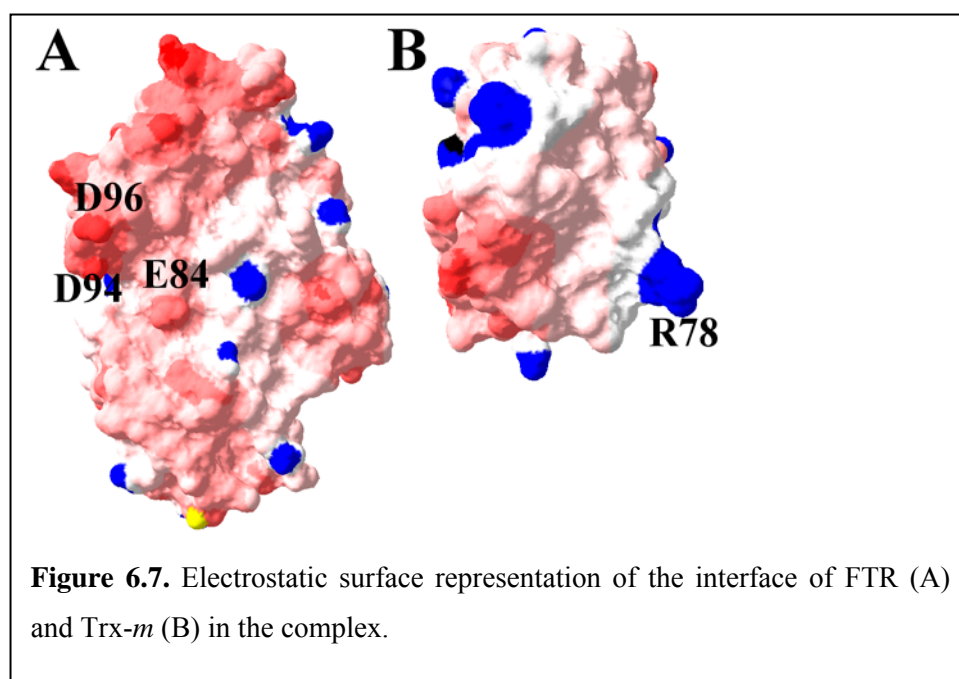 A
B
D96
D94
E84
R78
Figure 6.7. Electrostatic surface representation of the interface of FTR (A)
and Trx-m (B) in the complex.